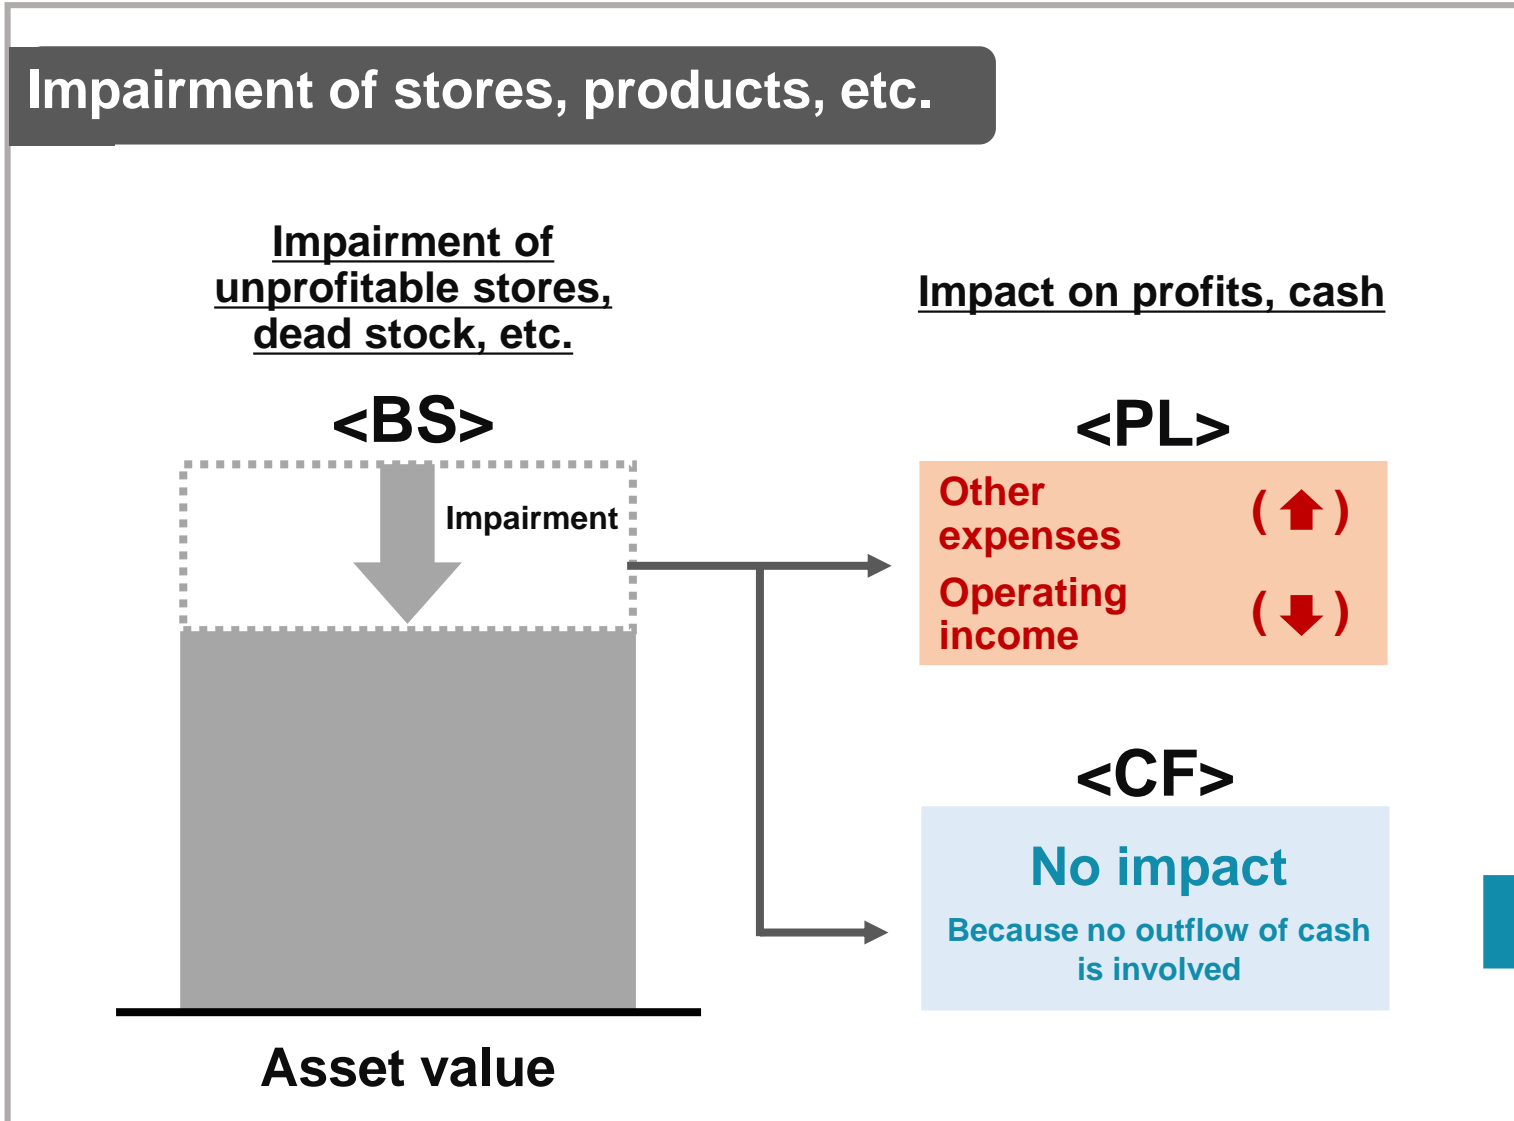 Impairment of stores, products, etc.
Impairment of
unprofitable stores,
dead stock, etc.
<BS>
Impairment
Asset value
Impact on profits, cash
<PL>
Other
expenses
(⬆)
Operating
income
(⬇)
<CF>
No impact
Because no outflow of cash
is involved